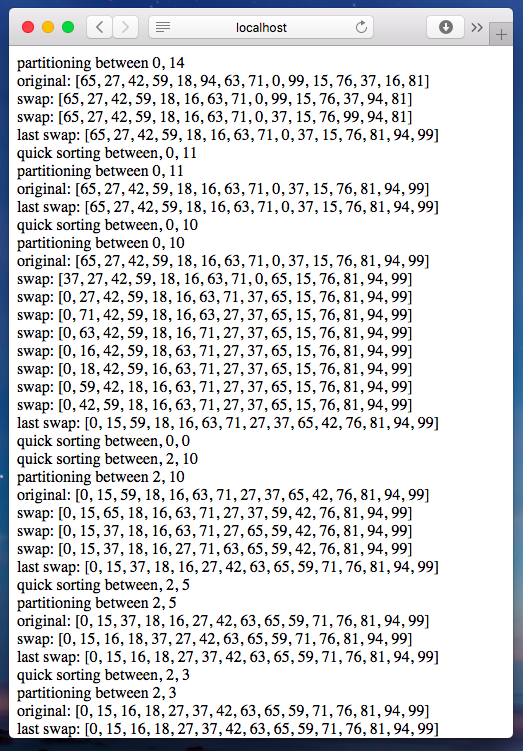 localhost
partitioning between 0, 14
original: [65, 27, 42, 59, 18, 94, 63, 71, 0, 99, 15, 76, 37, 16, 81]
swap: [65, 27, 42, 59, 18, 16, 63, 71, 0, 99, 15, 76, 37, 94, 81]
swap: [65, 27, 42, 59, 18, 16, 63, 71, 0, 37, 15, 76, 99, 94, 81]
last swap: [65, 27, 42, 59, 18, 16, 63, 71, 0, 37, 15, 76, 81, 94, 99]
quick sorting between, 0, 11
partitioning between 0, 11
original: [65, 27, 42, 59, 18, 16, 63, 71, 0, 37, 15, 76, 81, 94, 99]
last swap: [65, 27, 42, 59, 18, 16, 63, 71, 0, 37, 15, 76, 81, 94, 99]
quick sorting between, 0, 10
partitioning between 0, 10
original: [65, 27, 42, 59, 18, 16, 63, 71, 0, 37, 15, 76, 81, 94, 99]
swap: [37, 27, 42, 59, 18, 16, 63, 71, 0, 65, 15, 76, 81, 94, 99]
swap: [0, 27, 42, 59, 18, 16, 63, 71, 37, 65, 15, 76, 81, 94, 99]
swap: [0, 71, 42, 59, 18, 16, 63, 27, 37, 65, 15, 76, 81, 94, 99]
swap: [0, 63, 42, 59, 18, 16, 71, 27, 37, 65, 15, 76, 81, 94, 99]
swap: [0, 16, 42, 59, 18, 63, 71, 27, 37, 65, 15, 76, 81, 94, 99]
swap: [0, 18, 42, 59, 16, 63, 71, 27, 37, 65, 15, 76, 81, 94, 99]
swap: [0, 59, 42, 18, 16, 63, 71, 27, 37, 65, 15, 76, 81, 94, 99]
swap: [0, 42, 59, 18, 16, 63, 71, 27, 37, 65, 15, 76, 81, 94, 99]
last swap: [0, 15, 59, 18, 16, 63, 71, 27, 37, 65, 42, 76, 81, 94, 99]
quick sorting between, 0, 0
quick sorting between, 2, 10
partitioning between 2, 10
original: [0, 15, 59, 18, 16, 63, 71, 27, 37, 65, 42, 76, 81, 94, 99]
swap: [0, 15, 65, 18, 16, 63, 71, 27, 37, 59, 42, 76, 81, 94, 99]
swap: [0, 15, 37, 18, 16, 63, 71, 27, 65, 59, 42, 76, 81, 94, 99]
swap: [0, 15, 37, 18, 16, 27, 71, 63, 65, 59, 42, 76, 81, 94, 99]
last swap: [0, 15, 37, 18, 16, 27, 42, 63, 65, 59, 71, 76, 81, 94, 99]
quick sorting between, 2, 5
partitioning between 2, 5
original: [0, 15, 37, 18, 16, 27, 42, 63, 65, 59, 71, 76, 81, 94, 99]
swap: [0, 15, 16, 18, 37, 27, 42, 63, 65, 59, 71, 76, 81, 94, 99]
last swap: [0, 15, 16, 18, 27, 37, 42, 63, 65, 59, 71, 76, 81, 94, 99]
quick sorting between, 2, 3
partitioning between 2, 3
original: [0, 15, 16, 18, 27, 37, 42, 63, 65, 59, 71, 76, 81, 94, 99]
last swap: [0, 15, 16, 18, 27, 37, 42, 63, 65, 59, 71, 76, 81, 94, 99]